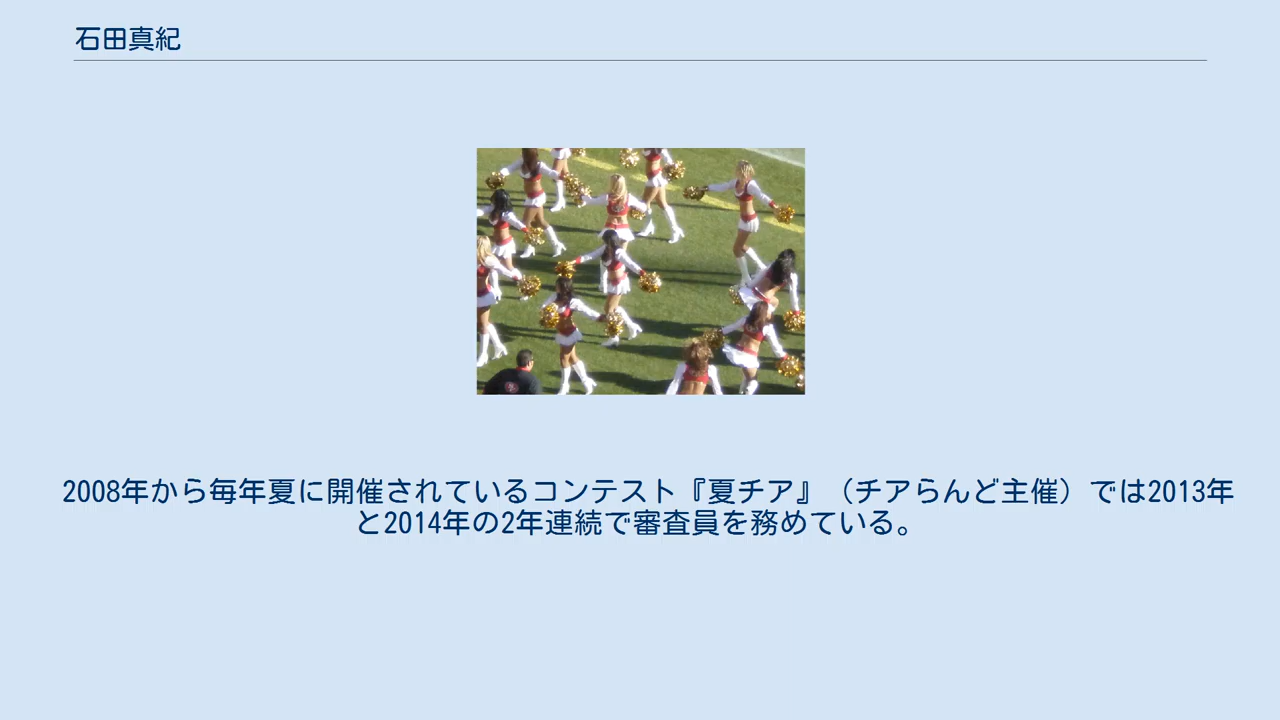 石田真紀
2008年から毎年夏に開催されているコンテスト『夏チア』（チアらんど主催）では2013年
と2014年の2年連続で審査員を務めている。